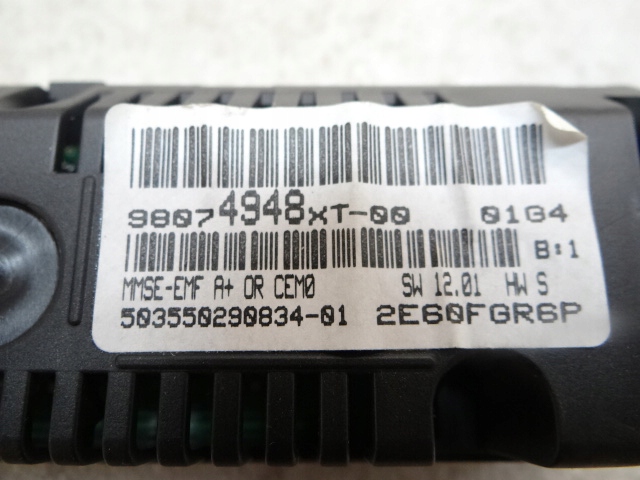 98074948XT-00 01G4
B:1
MMSE-EMF A+ OR CEM0 SW 12.01 HW S
503550290834-01 2E60FGR6P